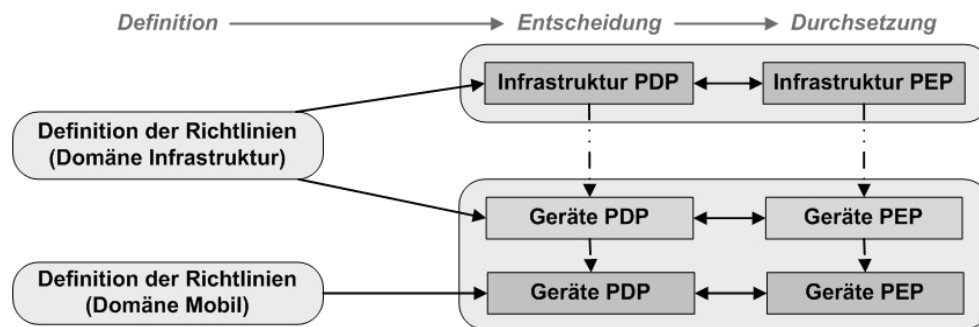 Definition
Entscheidung
Durchsetzung
Infrastruktur PDP
Infrastruktur PEP
Definition der Richtlinien
(Domäne Infrastruktur)
Geräte PDP
Geräte PEP
Definition der Richtlinien
(Domäne Mobil)
Geräte PDP
Geräte PEP